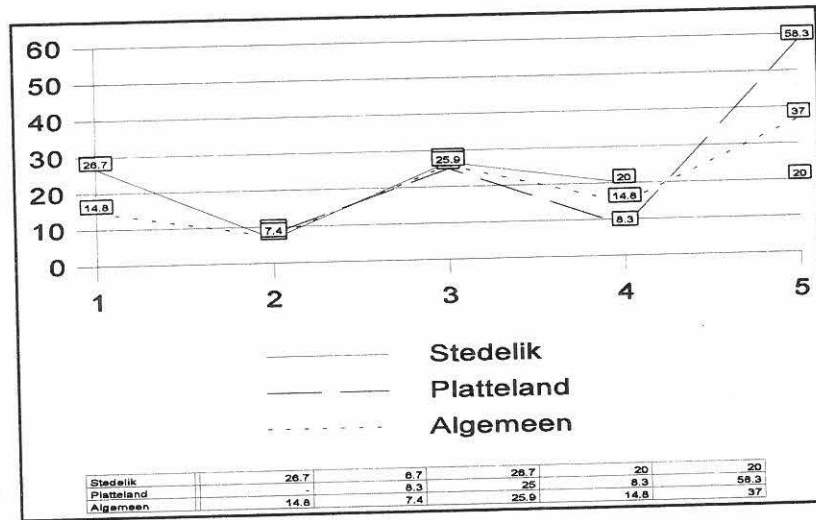 60
50
40
30
20
10
0
26.7
14.8
7.4
25.9
20
14.8
8.3
58.3
37
20
1 2 3 4 5
Stedelik
Platteland
Algemeen
Stedelik 26.7 6.7 26.7 20 20
Platteland - 8.3 25 8.3 58.3
Algemeen 14.8 7.4 25.9 14.8 37